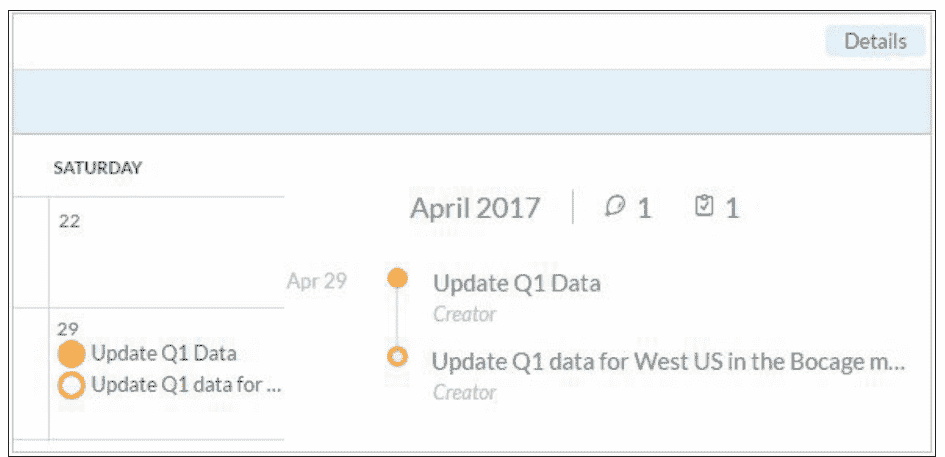 Details
SATURDAY
22
29
Update Q1 Data
Update Q1 data for ...
April 2017 1 1
Apr 29
Update Q1 Data
Creator
Update Q1 data for West US in the Bocage m...
Creator